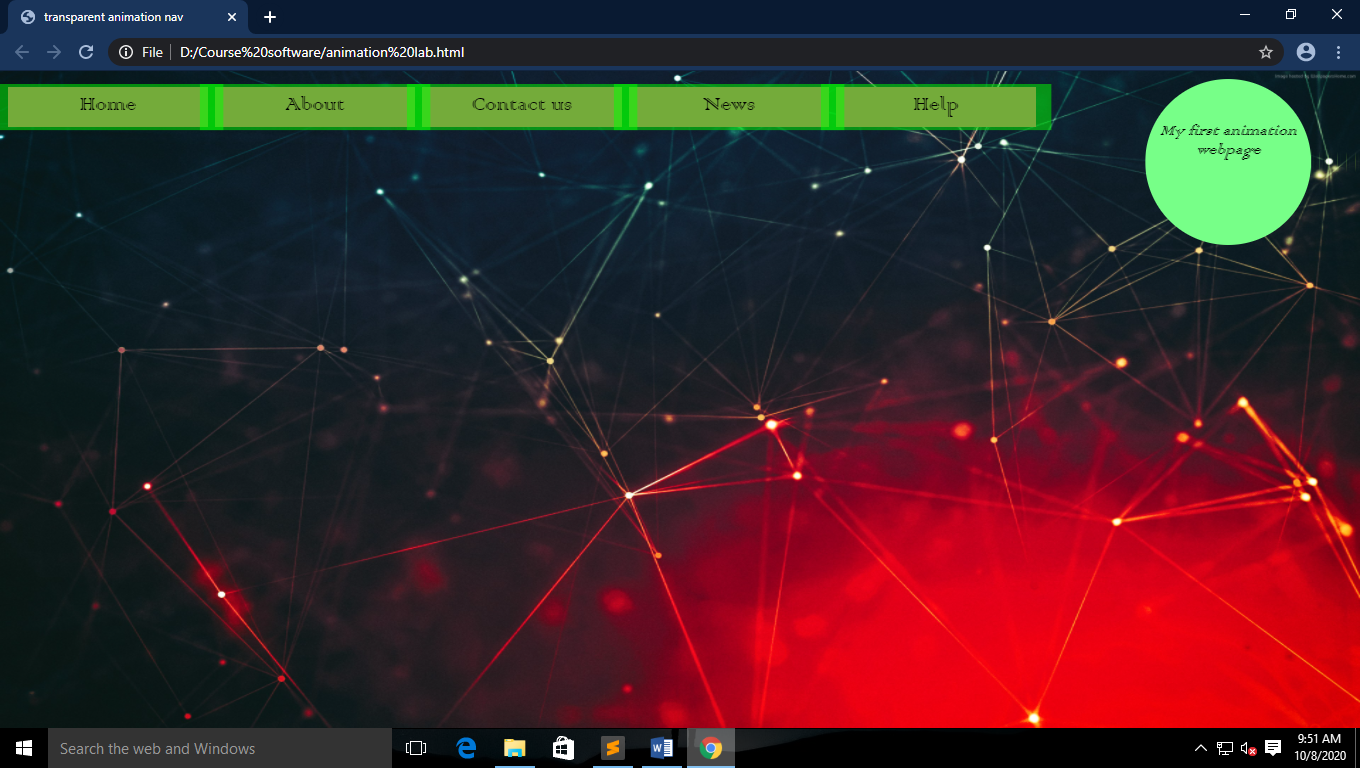 transparent animation nav
File
D:/Course%20software/animation%20lab.html
Home About Contact us News Help
My first animation
webpage
Search the web and Windows
9:51 AM
10/8/2020